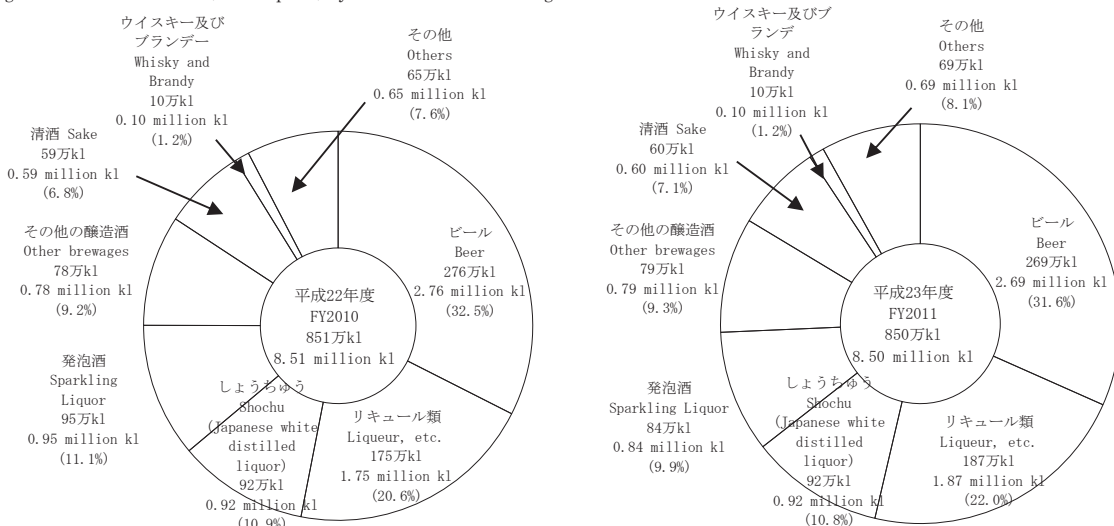 ウイスキー及び
ブランデー
Whisky and
Brandy
10万kl
0.10 million kl
(1.2%)
その他
Others
65万kl
0.65 million kl
(7.6%)
清酒 Sake
59万kl
0.59 million kl
(6.8%)
その他の醸造酒
Other brewages
78万kl
0.78 million kl
(9.2%)
発泡酒
Sparkling
Liquor
95万kl
0.95 million kl
(11.1%)
しょうちゅう
Shochu
(Japanese white
distilled
liquor)
92万kl
0.92 million kl
(10.9%)
リキュール類
Liqueur, etc.
175万kl
1.75 million kl
(20.6%)
ビール
Beer
276万kl
2.76 million kl
(32.5%)
平成22年度
FY2010
851万kl
8.51 million kl
ウイスキー及びブ
ランデ
Whisky and
Brandy
10万kl
0.10 million kl
(1.2%)
その他
Others
69万kl
0.69 million kl
(8.1%)
清酒 Sake
60万kl
0.60 million kl
(7.1%)
その他の醸造酒
Other brewages
79万kl
0.79 million kl
(9.3%)
発泡酒
Sparkling Liquor
84万kl
0.84 million kl
(9.9%)
しょうちゅう
Shochu
(Japanese white
distilled
liquor)
92万kl
0.92 million kl
(10.8%)
リキュール類
Liqueur, etc.
187万kl
1.87 million kl
(22.0%)
ビール
Beer
269万kl
2.69 million kl
(31.6%)
平成23年度
FY2011
850万kl
8.50 million kl